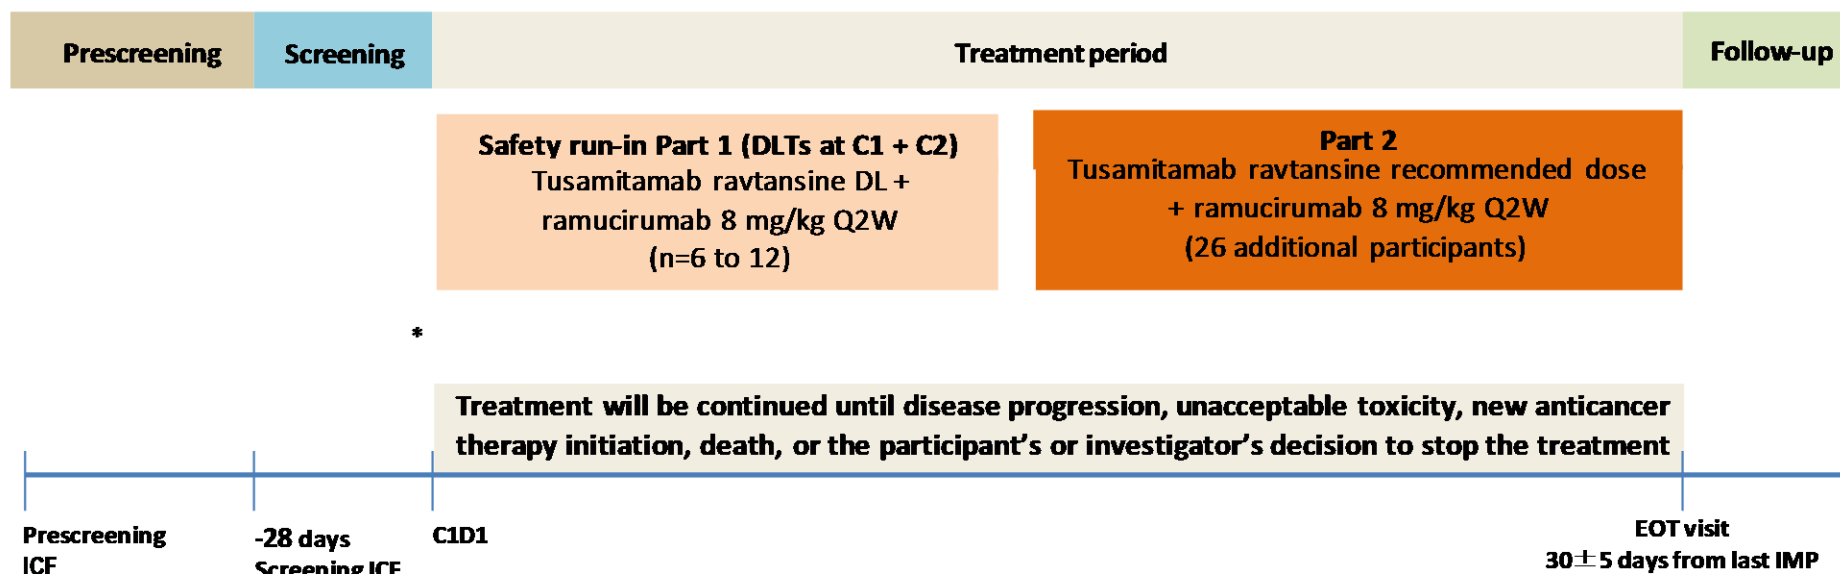 Prescreening
Screening
Treatment period
Follow-up
Safety run-in Part 1 (DLTs at C1 + C2)
Tusamitamab ravtansine DL +
ramucirumab 8 mg/kg Q2W
(n=6 to 12)
Part 2
Tusamitamab ravtansine recommended dose
+ ramucirumab 8 mg/kg Q2W
(26 additional participants)
*
Treatment will be continued until disease progression, unacceptable toxicity, new anticancer
therapy initiation, death, or the participant’s or investigator’s decision to stop the treatment
Prescreening
ICF
-28 days
Screening ICF
C1D1
EOT visit
30±5 days from last IMP